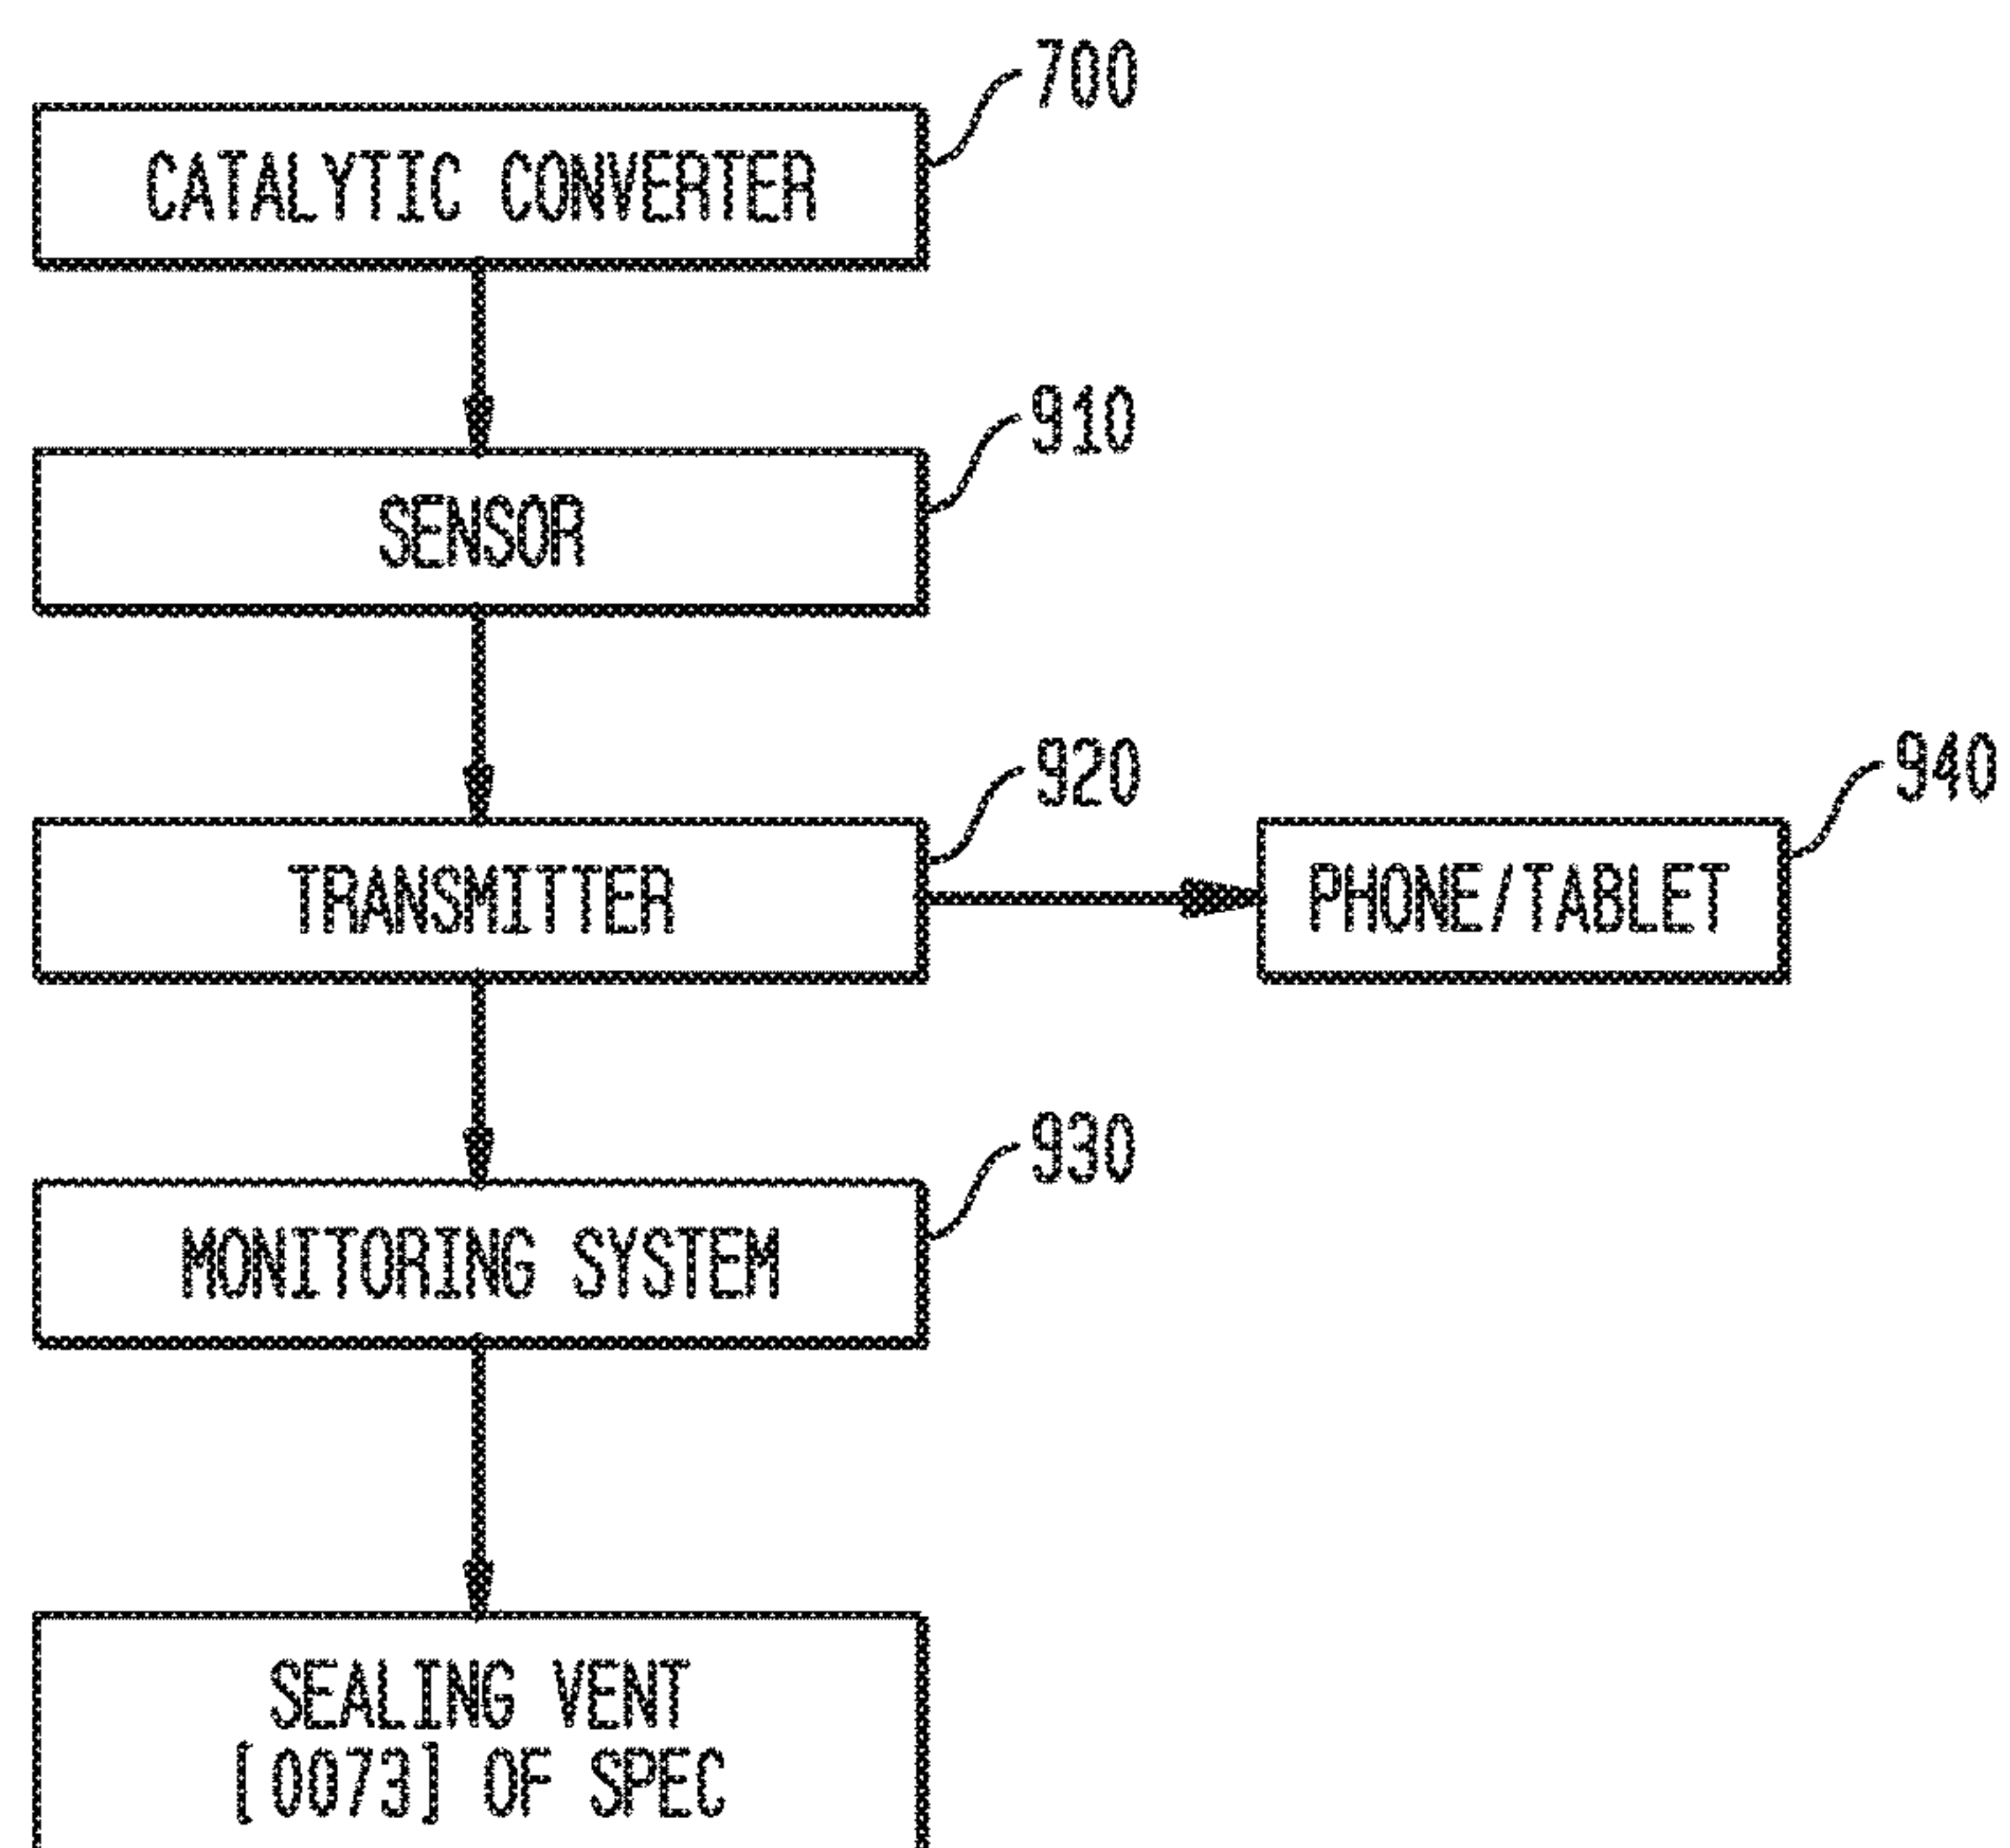 700
CATALYTIC CONVERTER
910
SENSOR
920
940
TRANSMITTER
PHONE/TABLET
930
MONITORING SYSTEM
SEALING VENT
[0073] OF SPEC